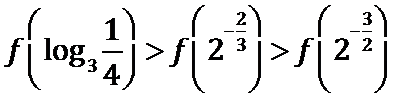 f(log₃ 1/4) > f(2^(-2/3)) > f(2^(-3/2))